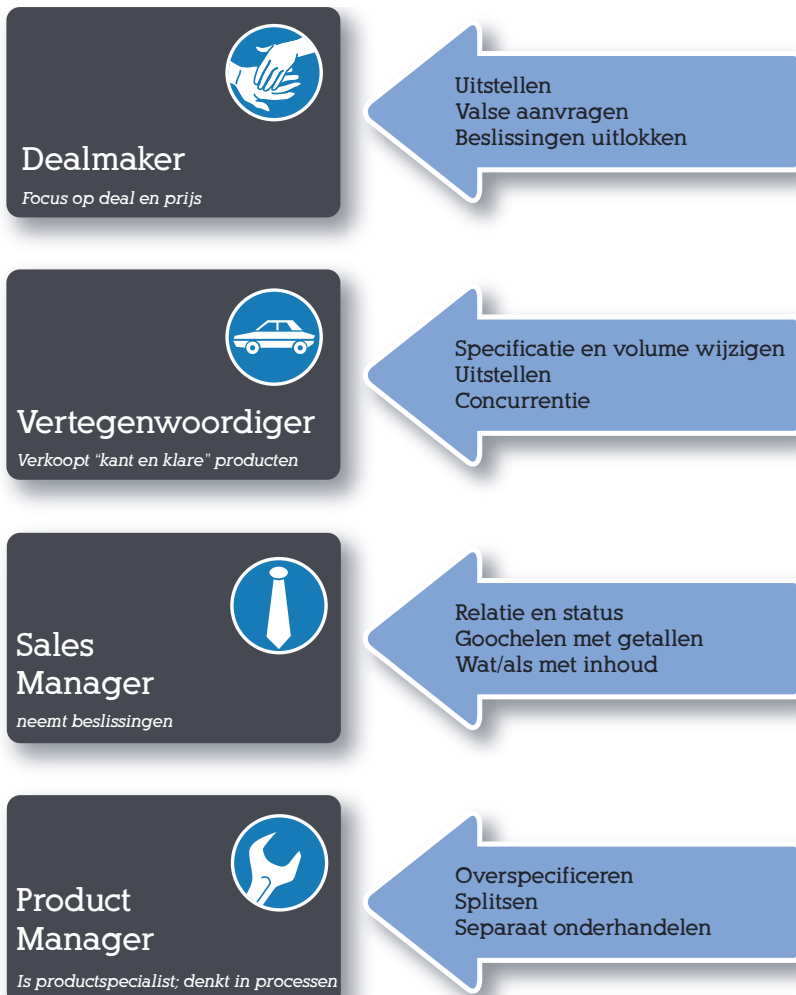 Dealmaker
Focus op deal en prijs
Uitstellen
Valse aanvragen
Beslissingen uitlokken
Vertegenwoordiger
Verkoopt “kant en klare” producten
Specificatie en volume wijzigen
Uitstellen
Concurrentie
Sales
Manager
neemt beslissingen
Relatie en status
Goochelen met getallen
Wat/als met inhoud
Product
Manager
Is productspecialist; denkt in processen
Overspecificeren
Splitsen
Separaat onderhandelen